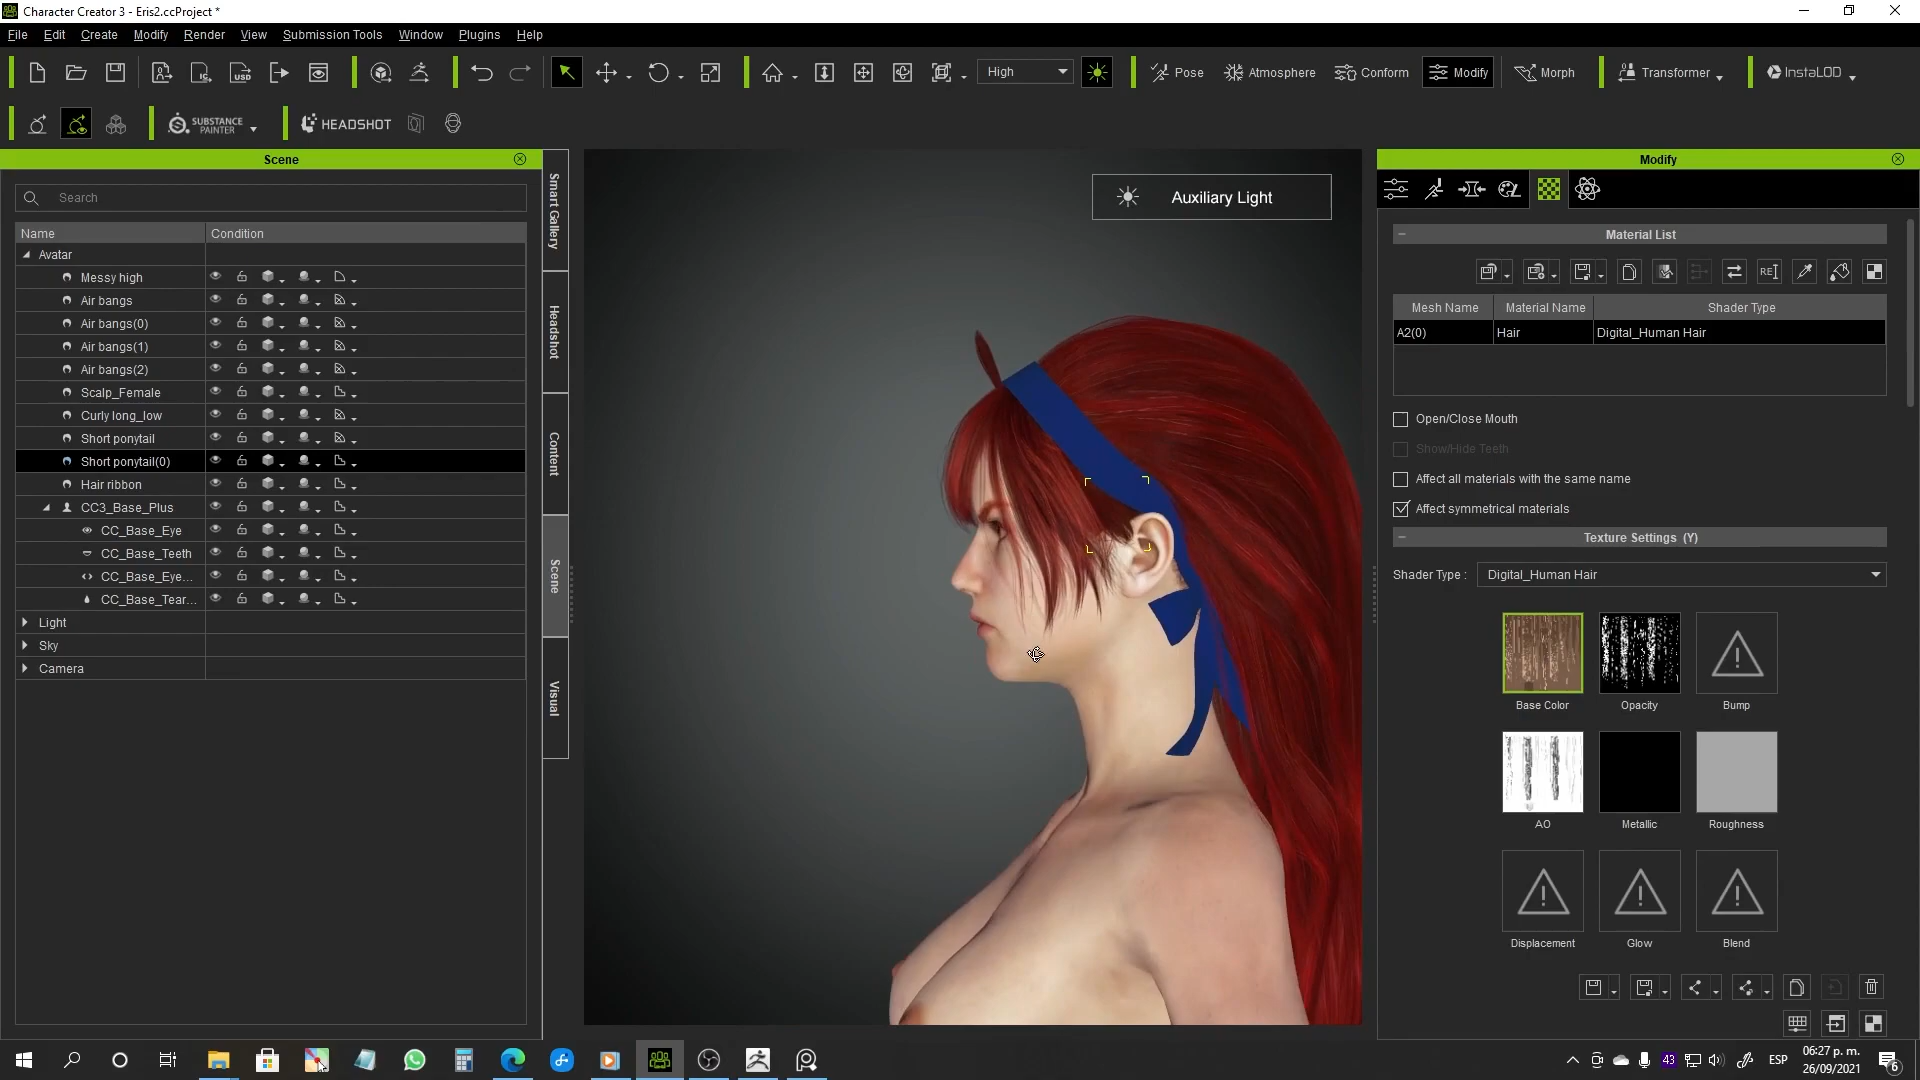 Character Creator 3 - Eris2.ccProject *
File Edit Create Modify Render View Submission Tools Window Plugins Help
High Pose Atmosphere Conform Modify Morph Transformer InstaLOD
SUBSTANCE PAINTER HEADSHOT
Scene
Search
Name Condition
Avatar
Messy high
Air bangs
Air bangs(0)
Air bangs(1)
Air bangs(2)
Scalp_Female
Curly long_low
Short ponytail
Short ponytail(0)
Hair ribbon
CC3_Base_Plus
CC_Base_Eye
CC_Base_Teeth
CC_Base_Eye...
CC_Base_Tear...
Light
Sky
Camera
Smart Gallery
Headshot
Content
Scene
Visual
Auxiliary Light
Modify
Material List
REI
Mesh Name Material Name Shader Type
A2(0) Hair Digital_Human Hair
Open/Close Mouth
Show/Hide Teeth
Affect all materials with the same name
Affect symmetrical materials
Texture Settings (Y)
Shader Type : Digital_Human Hair
Base Color Opacity Bump
AO Metallic Roughness
Displacement Glow Blend
43 ESP 06:27 p. m.
26/09/2021 6